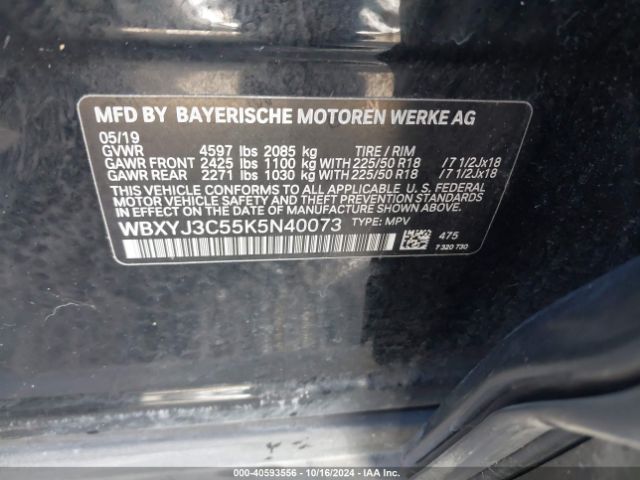 MFD BY BAYERISCHE MOTOREN WERKE AG
05/19
GVWR 4597 lbs 2085 kg TIRE / RIM
GAWR FRONT 2425 lbs 1100 kg WITH 225/50 R18 / 7 1/2Jx18
GAWR REAR 2271 lbs 1030 kg WITH 225/50 R18 / 7 1/2Jx18
THIS VEHICLE CONFORMS TO ALL APPLICABLE U. S. FEDERAL
MOTOR VEHICLE SAFETY AND THEFT PREVENTION STANDARDS
IN EFFECT ON THE DATE OF MANUFACTURE SHOWN ABOVE.
WBXYJ3C55K5N40073 TYPE: MPV
475
7 320 730
000-40593556 - 10/16/2024 - IAA Inc.